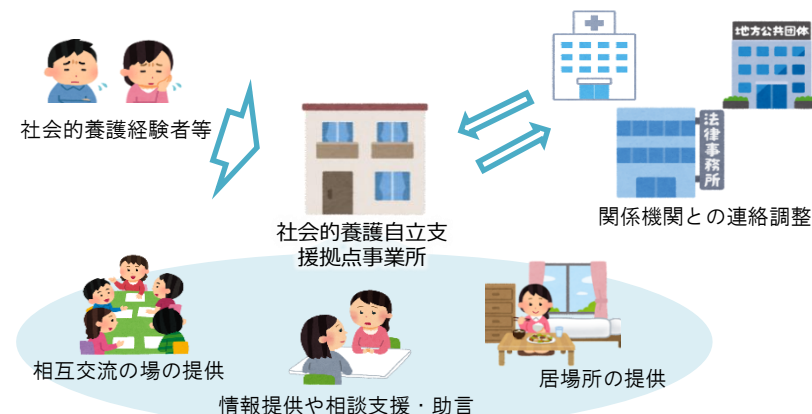 地方公共団体
法律事務所
社会的養護経験者等
関係機関との連絡調整
社会的養護自立支
援拠点事業所
相互交流の場の提供
情報提供や相談支援・助言
居場所の提供